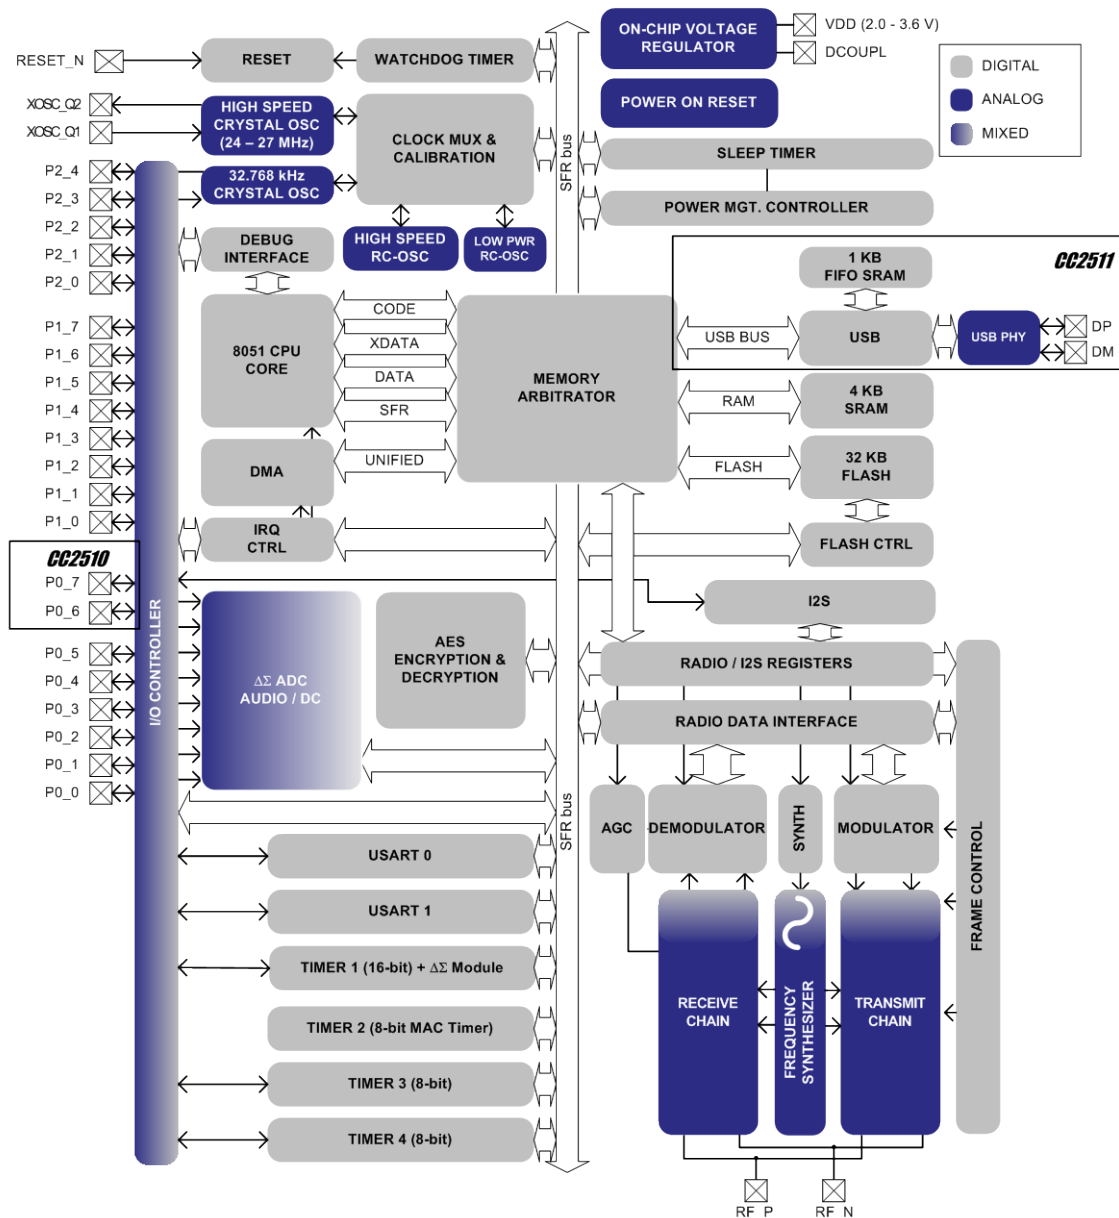 RESET_N
RESET
WATCHDOG TIMER
ON-CHIP VOLTAGE
REGULATOR
VDD (2.0 - 3.6 V)
DCOUPL
DIGITAL
ANALOG
MIXED
POWER ON RESET
XOSC_Q2
XOSC_Q1
HIGH SPEED
CRYSTAL OSC
(24 – 27 MHz)
CLOCK MUX &
CALIBRATION
SFR bus
SLEEP TIMER
32.768 kHz
CRYSTAL OSC
POWER MGT. CONTROLLER
P2_4
P2_3
P2_2
P2_1
P2_0
DEBUG
INTERFACE
HIGH SPEED
RC-OSC
LOW PWR
RC-OSC
1 KB
FIFO SRAM
CC2511
P1_7
P1_6
P1_5
P1_4
P1_3
P1_2
P1_1
P1_0
8051 CPU
CORE
CODE
XDATA
DATA
SFR
MEMORY
ARBITRATOR
USB BUS
USB
USB PHY
DP
DM
RAM
4 KB
SRAM
DMA
UNIFIED
FLASH
32 KB
FLASH
IRQ
CTRL
FLASH CTRL
CC2510
P0_7
P0_6
P0_5
P0_4
P0_3
P0_2
P0_1
P0_0
I/O CONTROLLER
ΔΣ ADC
AUDIO / DC
AES
ENCRYPTION &
DECRYPTION
I2S
RADIO / I2S REGISTERS
RADIO DATA INTERFACE
SFR bus
AGC
DEMODULATOR
SYNTH
MODULATOR
FRAME CONTROL
USART 0
USART 1
TIMER 1 (16-bit) + ΔΣ Module
TIMER 2 (8-bit MAC Timer)
TIMER 3 (8-bit)
TIMER 4 (8-bit)
RECEIVE
CHAIN
FREQUENCY
SYNTHESIZER
TRANSMIT
CHAIN
RF_P
RF_N